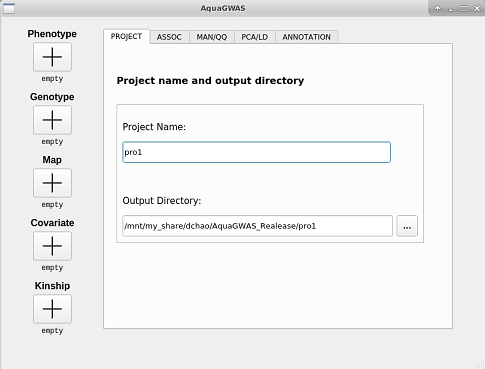 AquaGWAS
Phenotype
empty
Genotype
empty
Map
empty
Covariate
empty
Kinship
empty
PROJECT ASSOC MAN/QQ PCA/LD ANNOTATION
Project name and output directory
Project Name:
pro1
Output Directory:
/mnt/my_share/dchao/AquaGWAS_Realease/pro1
...